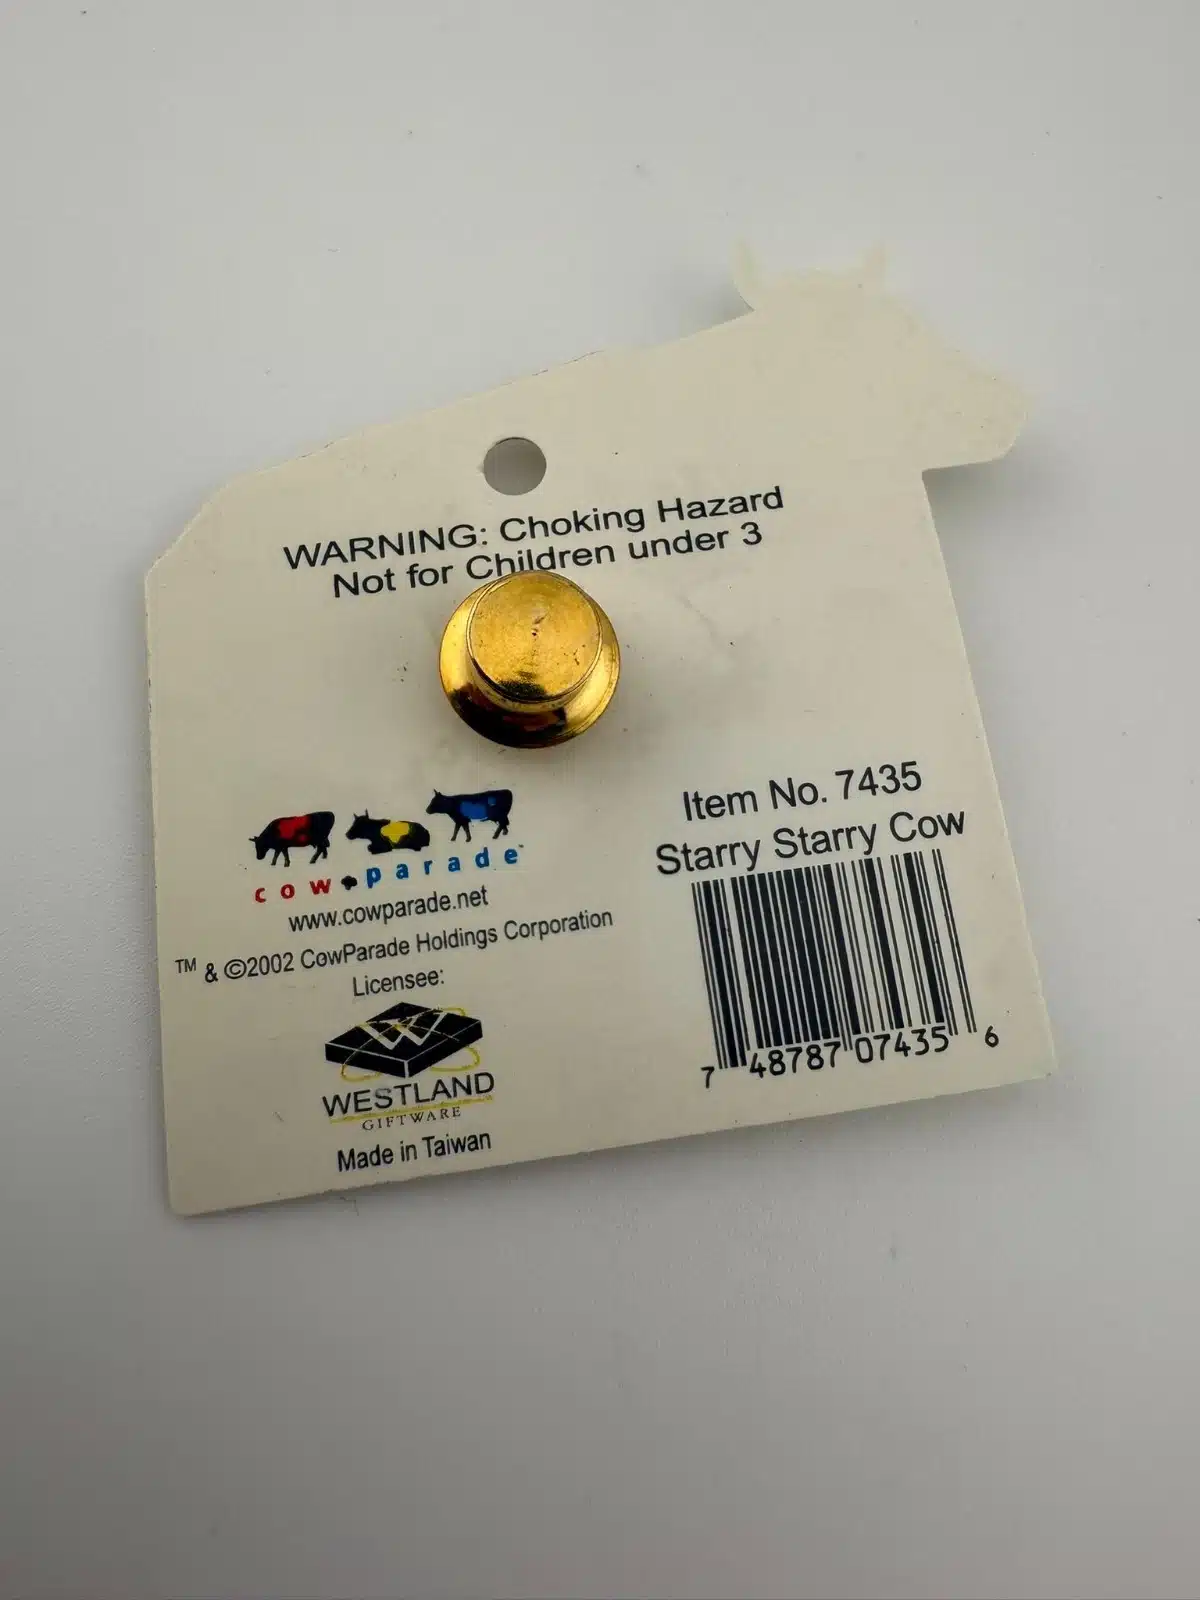 WARNING: Choking Hazard
Not for Children under 3
cow parade™
www.cowparade.net
™ & ©2002 CowParade Holdings Corporation
Licensee:
W
WESTLAND
GIFTWARE
Made in Taiwan
Item No. 7435
Starry Starry Cow
7 48787 07435 6